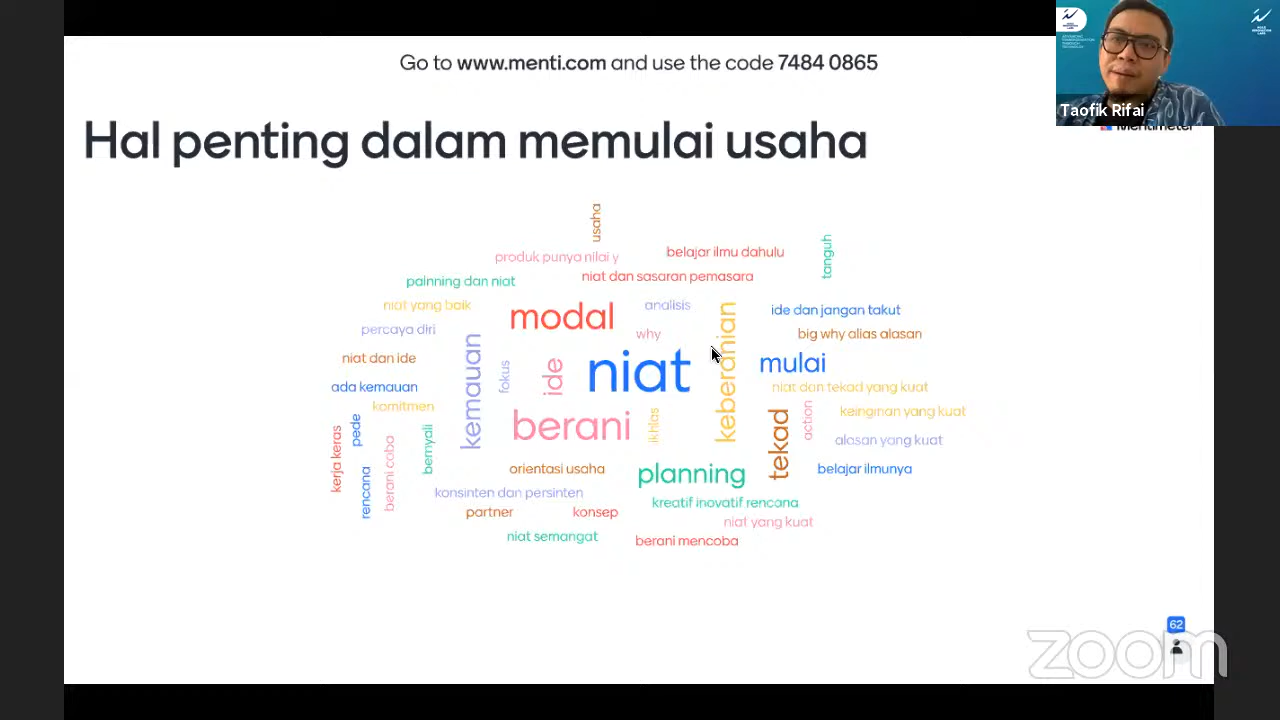 Go to www.menti.com and use the code 7484 0865
Taofik Rifai
Mentimeter
Hal penting dalam memulai usaha
usaha
produk punya nilai y
belajar ilmu dahulu
tangguh
painning dan niat
niat dan sasaran pemasara
niat yang baik
modal
analisis
keberanian
ide dan jangan takut
percaya diri
why
big why alias alasan
kemauan
niat dan ide
fokus
ide
niat
mulai
ada kemauan
niat dan tekad yang kuat
komitmen
berani
ikhlas
tekad
action
keinginan yang kuat
kerja keras
pede
berani coba
bernyali
alasan yang kuat
rencana
orientasi usaha
planning
belajar ilmunya
konsinten dan persinten
kreatif inovatif rencana
partner
konsep
niat yang kuat
niat semangat
berani mencoba
62
zoom